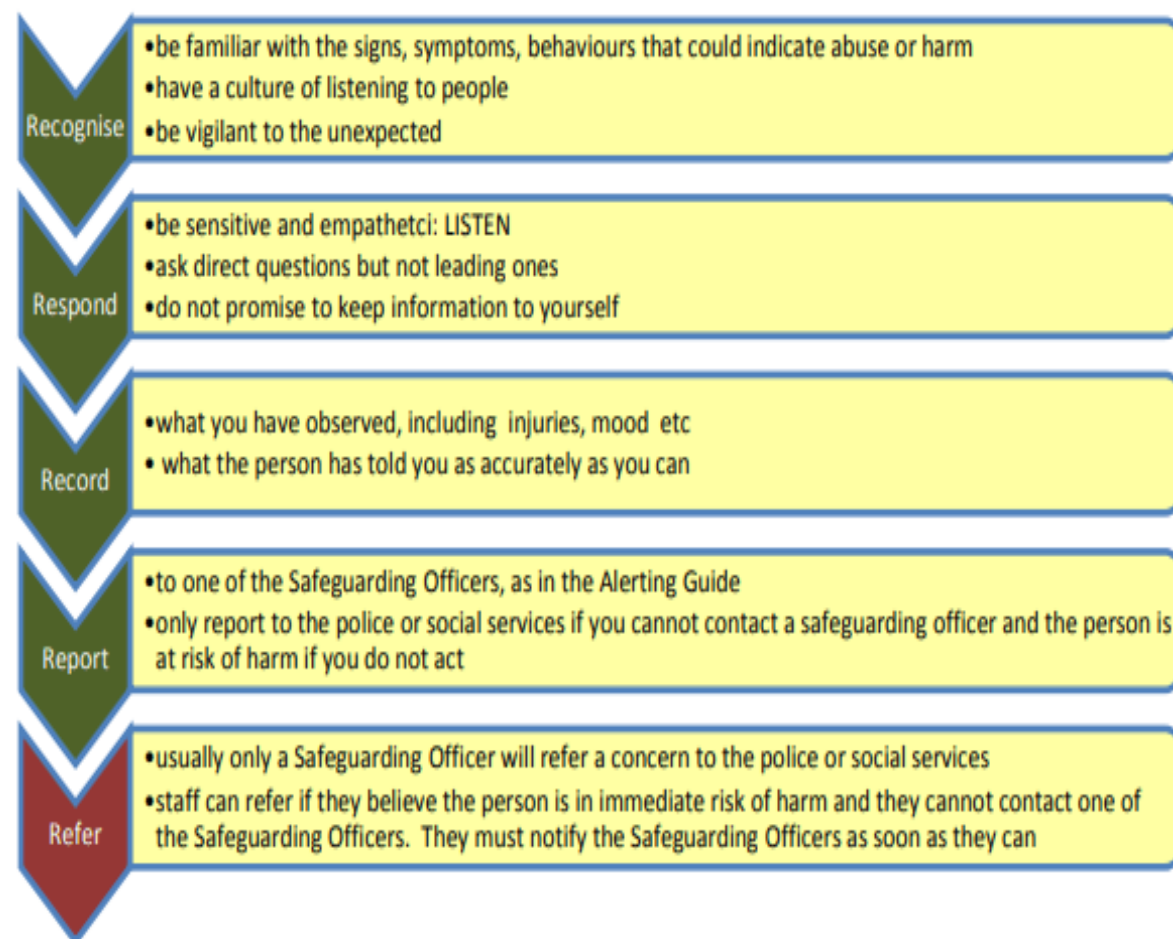 •be familiar with the signs, symptoms, behaviours that could indicate abuse or harm
•have a culture of listening to people
Recognise
•be vigilant to the unexpected
•be sensitive and empathetci: LISTEN
•ask direct questions but not leading ones
Respond
•do not promise to keep information to yourself
•what you have observed, including injuries, mood etc
• what the person has told you as accurately as you can
Record
•to one of the Safeguarding Officers, as in the Alerting Guide
•only report to the police or social services if you cannot contact a safeguarding officer and the person is
Report
at risk of harm if you do not act
•usually only a Safeguarding Officer will refer a concern to the police or social services
•staff can refer if they believe the person is in immediate risk of harm and they cannot contact one of
Refer
the Safeguarding Officers. They must notify the Safeguarding Officers as soon as they can